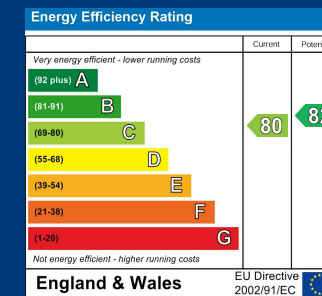 Energy Efficiency Rating
Current
Very energy efficient - lower running costs
(92 plus) A
(81-91) B
(69-80) C
80
(55-68) D
(39-54) E
(21-38) F
(1-20) G
Not energy efficient - higher running costs
England & Wales
EU Directive
2002/91/EC